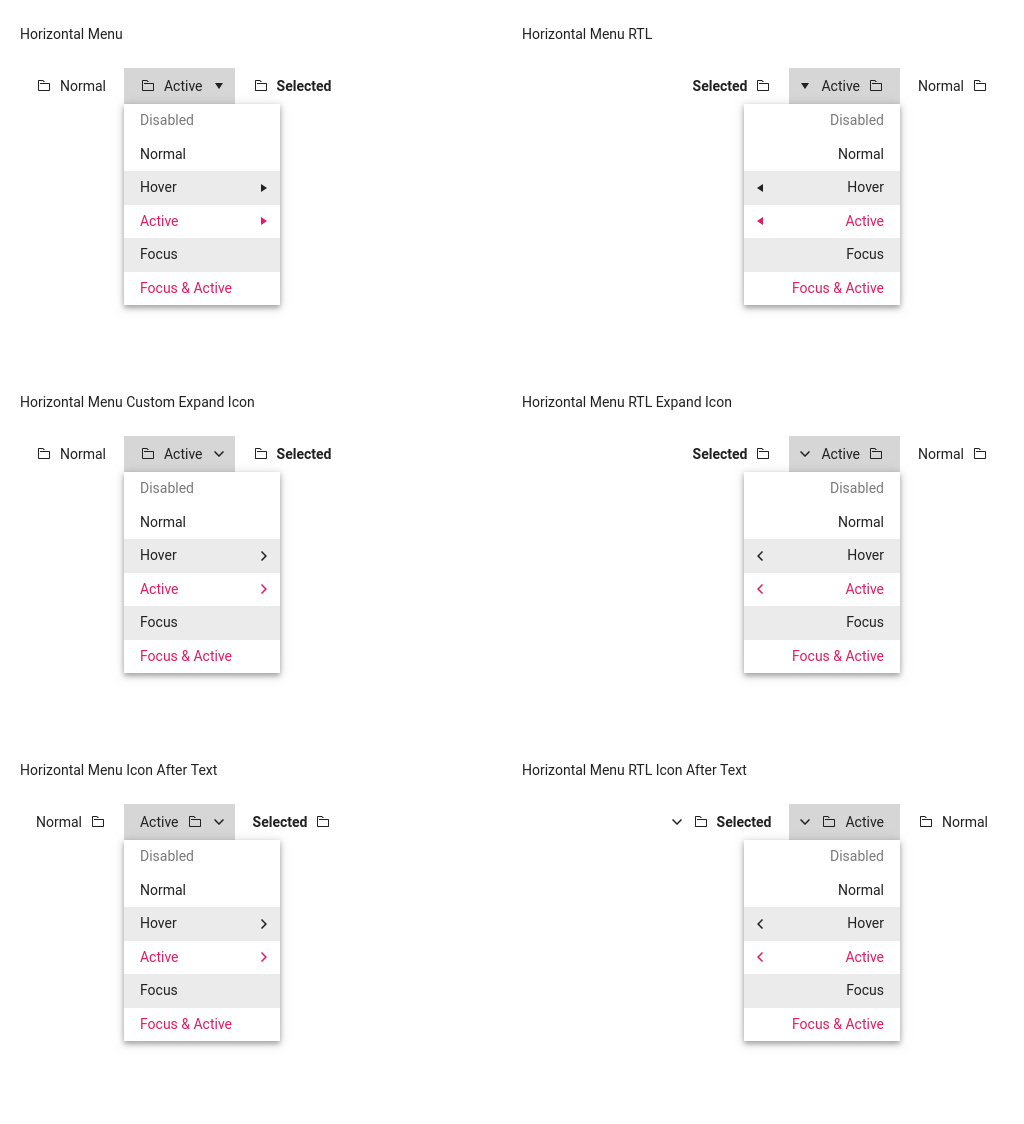 Horizontal Menu
Normal Active Selected
Disabled
Normal
Hover
Active
Focus
Focus & Active
Horizontal Menu RTL
Selected Active Normal
Disabled
Normal
Hover
Active
Focus
Focus & Active
Horizontal Menu Custom Expand Icon
Normal Active Selected
Disabled
Normal
Hover
Active
Focus
Focus & Active
Horizontal Menu RTL Expand Icon
Selected Active Normal
Disabled
Normal
Hover
Active
Focus
Focus & Active
Horizontal Menu Icon After Text
Normal Active Selected
Disabled
Normal
Hover
Active
Focus
Focus & Active
Horizontal Menu RTL Icon After Text
Selected Active Normal
Disabled
Normal
Hover
Active
Focus
Focus & Active